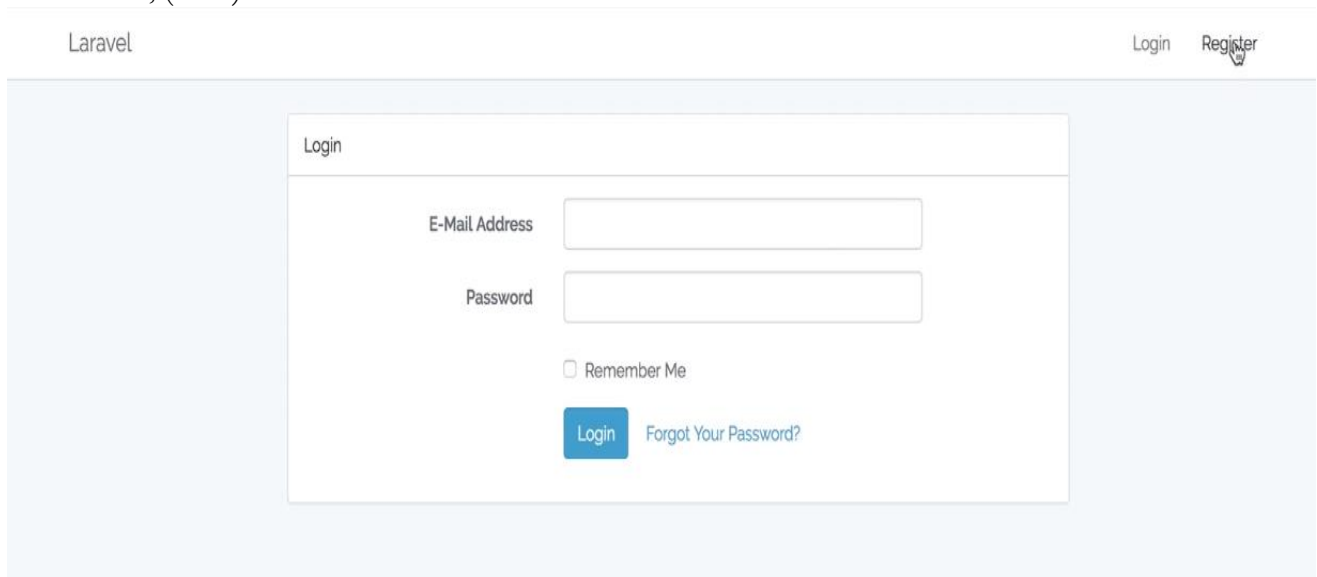 Laravel Login Register
Login
E-Mail Address
Password
Remember Me
Login Forgot Your Password?